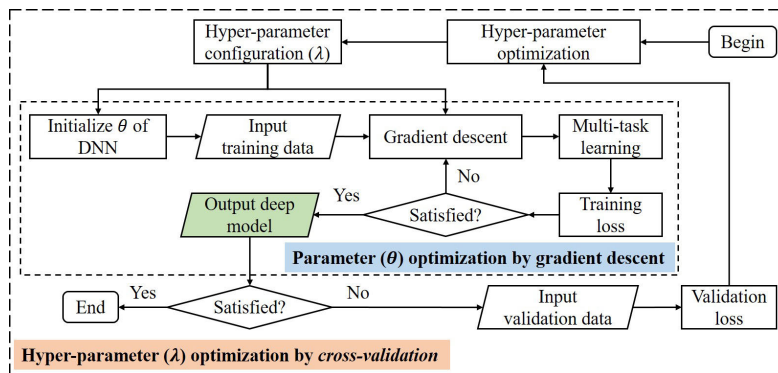 Hyper-parameter
configuration (λ)
Hyper-parameter
optimization
Begin
Initialize θ of
DNN
Input
training data
Gradient descent
Multi-task
learning
No
Yes
Output deep
model
Satisfied?
Training
loss
Parameter (θ) optimization by gradient descent
End
Yes
Satisfied?
No
Input
validation data
Validation
loss
Hyper-parameter (λ) optimization by cross-validation